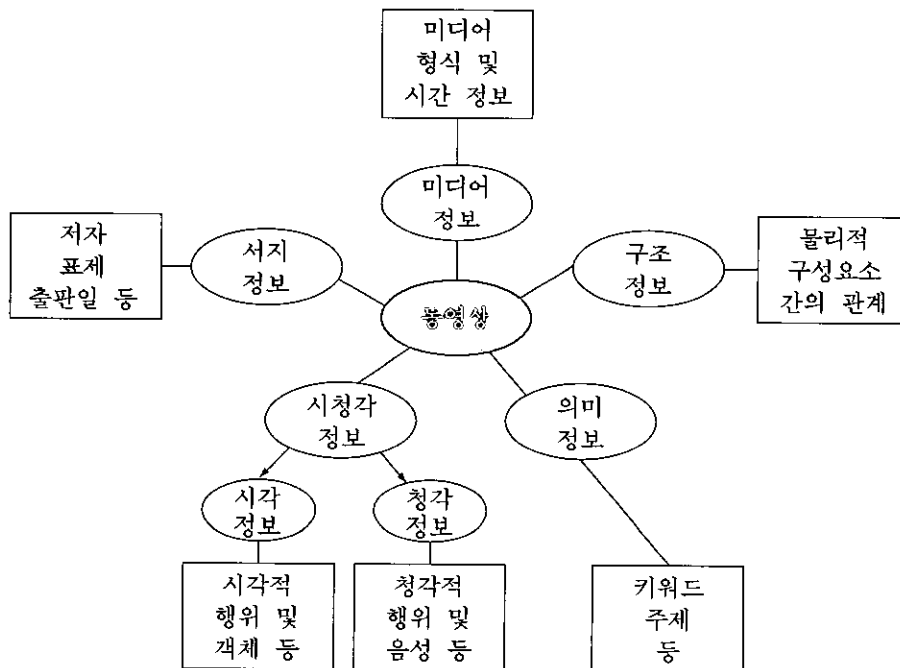 미디어
형식 및
시간 정보
미디어
정보
저자
표제
출판일 등
서지
정보
구조
정보
물리적
구성요소
간의 관계
동영상
시청각
정보
의미
정보
시각
정보
청각
정보
시각적
행위 및
객체 등
청각적
행위 및
음성 등
키워드
주제
등